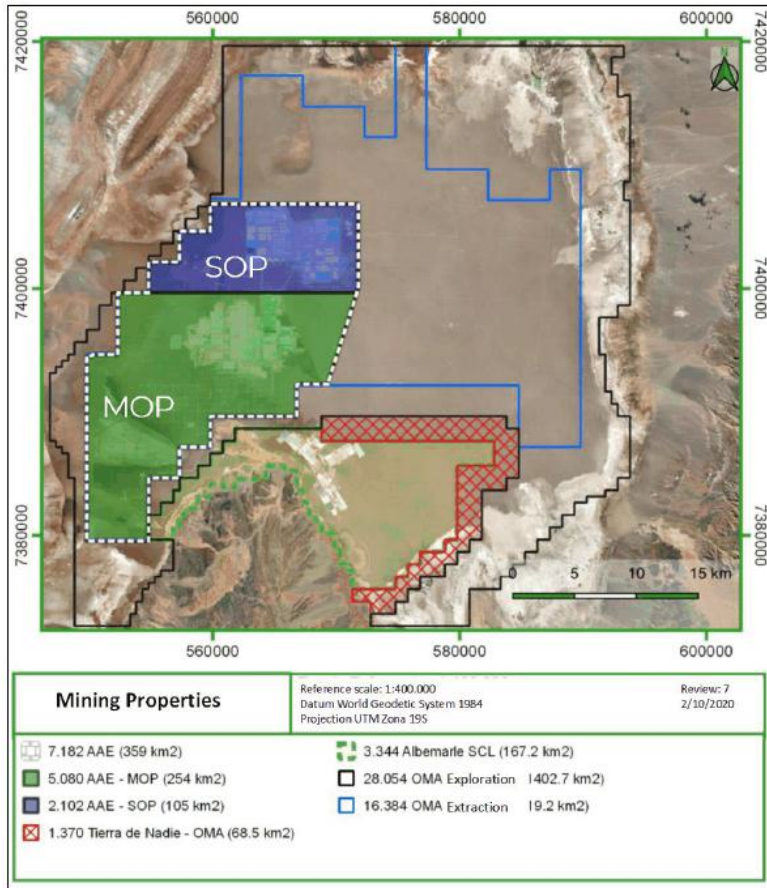 560000 580000 600000
7420000 7420000
N
SOP
7400000 7400000
MOP
7380000 7380000
0 5 10 15 km
560000 580000 600000
Mining Properties
Reference scale: 1:400.000
Datum World Geodetic System 1984
Projection UTM Zona 19S
Review: 7
2/10/2020
7.182 AAE (359 km2)
5.080 AAE - MOP (254 km2)
2.102 AAE - SOP (105 km2)
1.370 Tierra de Nadie - OMA (68.5 km2)
3.344 Albemarle SCL (167.2 km2)
28.054 OMA Exploration I402.7 km2)
16.384 OMA Extraction I9.2 km2)